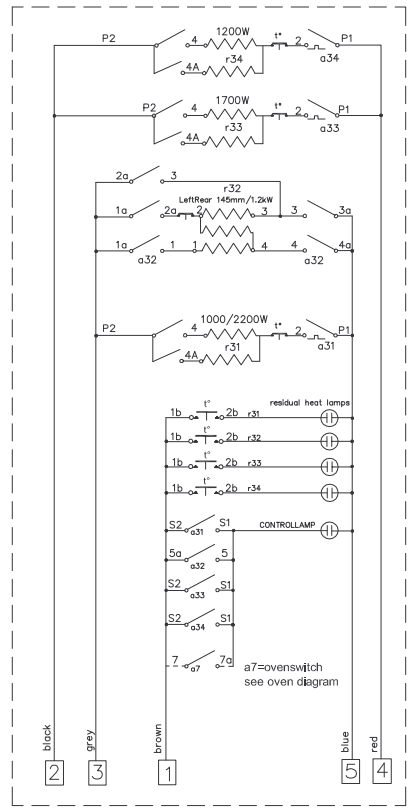 P2 4 1200W t° 2 P1
4A r34 a34
P2 4 1700W t° 2 P1
4A r33 a33
2a 3 r32
LeftRear 145mm/1.2kW
1a 2a 2 3 3 3a
1a 1 1 4 4 4a
a32 a32
P2 4 1000/2200W t° 2 P1
4A r31 a31
residual heat lamps
t°
1b 2b r31
t°
1b 2b r32
t°
1b 2b r33
t°
1b 2b r34
S2 a31 S1 CONTROLLAMP
5a a32 5
S2 a33 S1
S2 a34 S1
7 a7 7a
a7=ovenswitch
see oven diagram
black grey brown blue red
2 3 1 5 4